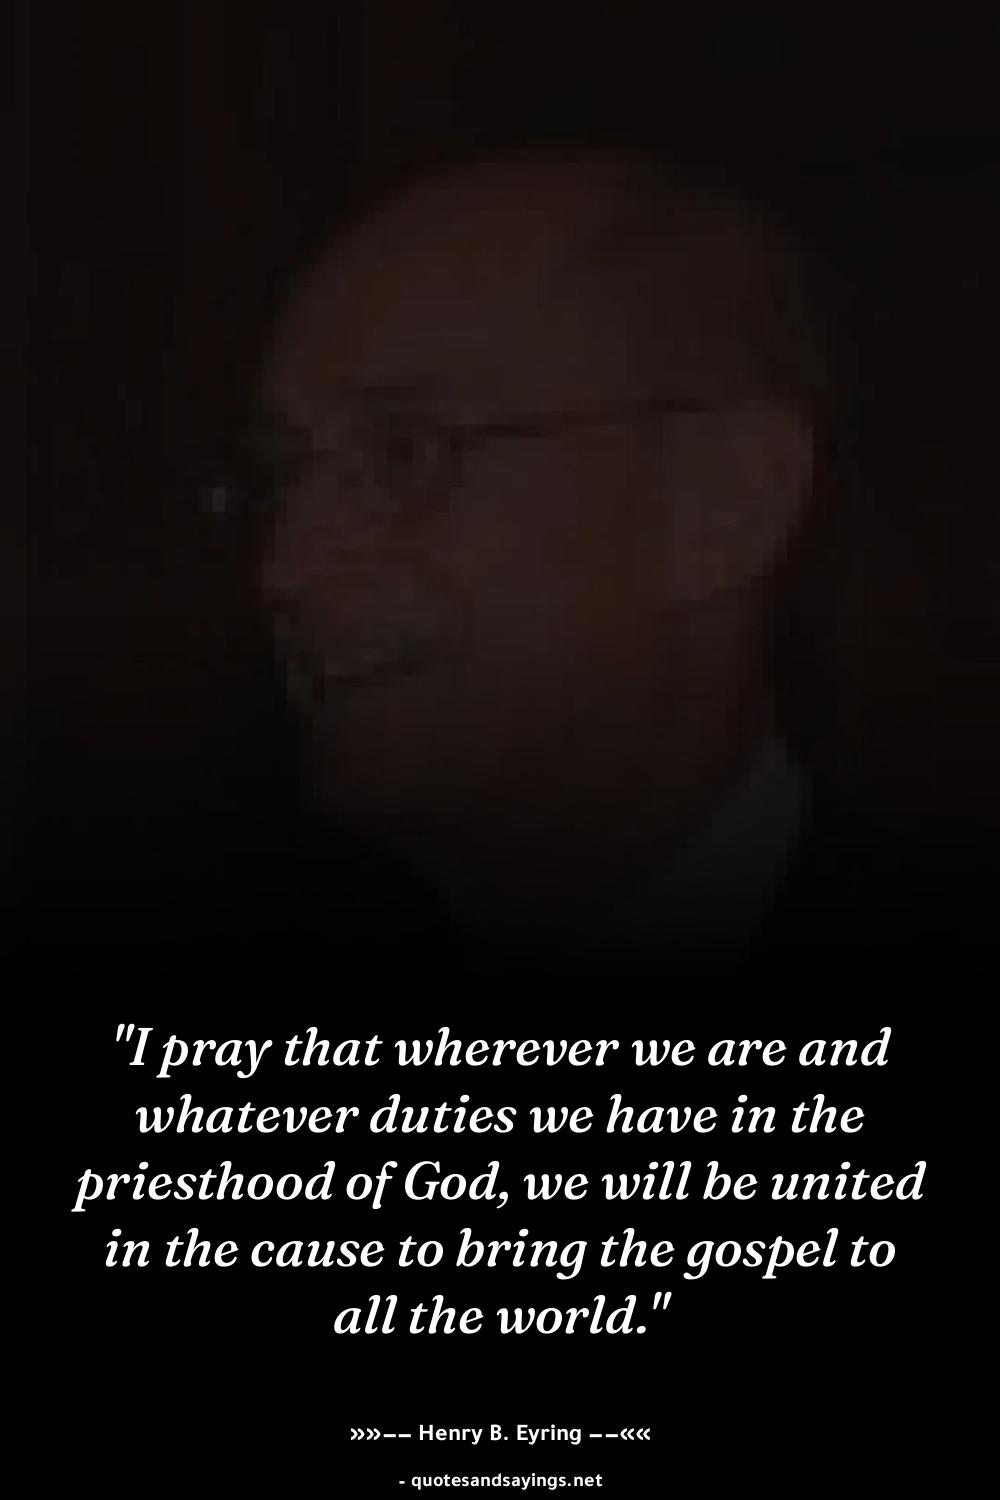 "I pray that wherever we are and
whatever duties we have in the
priesthood of God, we will be united
in the cause to bring the gospel to
all the world."
»»−− Henry B. Eyring −−««
- quotesandsayings.net